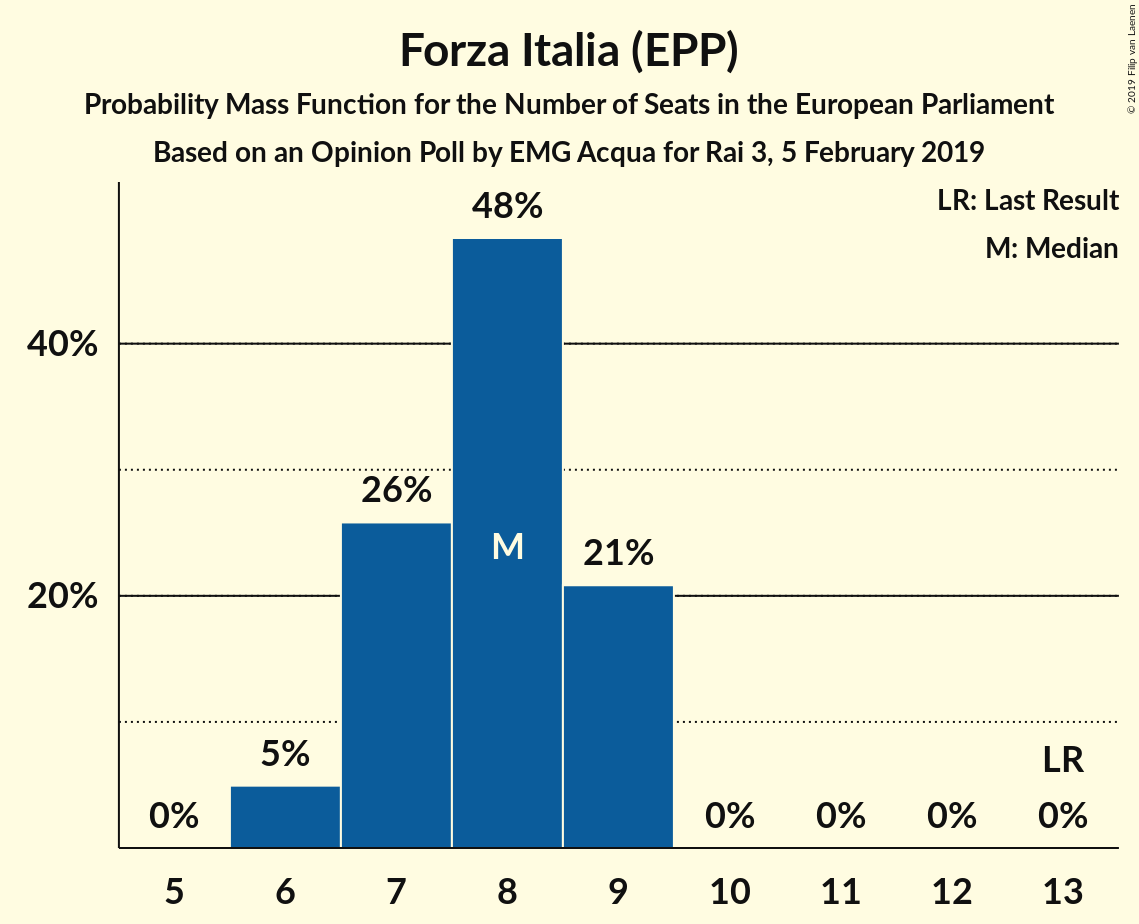 Forza Italia (EPP)
Probability Mass Function for the Number of Seats in the European Parliament
Based on an Opinion Poll by EMG Acqua for Rai 3, 5 February 2019
© 2019 Filip van Laenen
LR: Last Result
M: Median
48%
40%
26%
M
21%
20%
5%
LR
0%
0%
0%
0%
0%
5
6
7
8
9
10
11
12
13